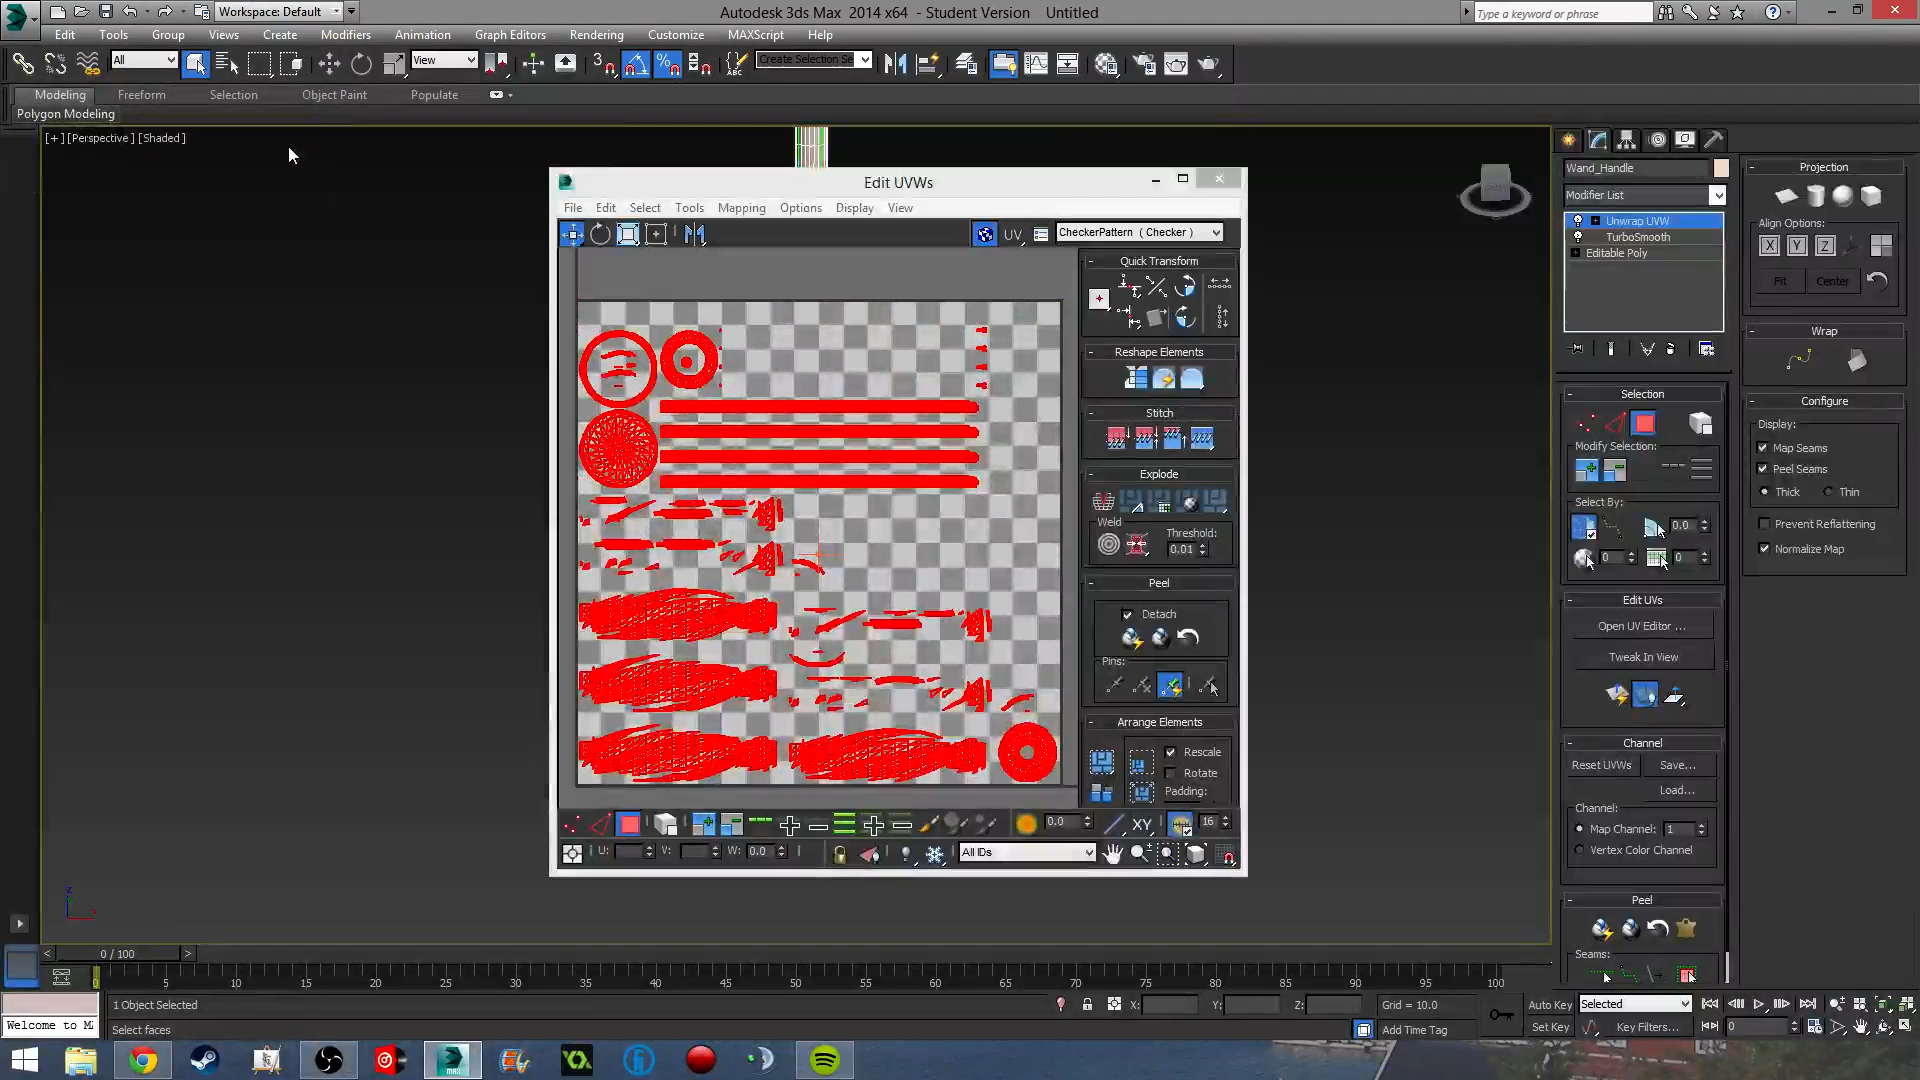 Workspace: Default
Autodesk 3ds Max 2014 x64 - Student Version Untitled
Type a keyword or phrase
Edit Tools Group Views Create Modifiers Animation Graph Editors Rendering Customize MAXScript Help
All View Create Selection Se
Modeling Freeform Selection Object Paint Populate
Polygon Modeling
[+] [Perspective] [Shaded]
Edit UVWs
File Edit Select Tools Mapping Options Display View
UV CheckerPattern ( Checker )
Quick Transform
Reshape Elements
Stitch
Explode
Weld Threshold:
0.01
Peel
Detach
Pins:
Arrange Elements
Rescale
Rotate
Padding:
0.0 XY 16
U: V: W: 0.0 All IDs
Wand_Handle
Modifier List
Unwrap UVW
TurboSmooth
Editable Poly
Selection
Modify Selection:
Select By:
0.0
0 0
Edit UVs
Open UV Editor ...
Tweak In View
Channel
Reset UVWs Save...
Load...
Channel:
Map Channel: 1
Vertex Color Channel
Peel
Seams:
Projection
Align Options:
X Y Z
Fit Center
Wrap
Configure
Display:
Map Seams
Peel Seams
Thick Thin
Prevent Reflattening
Normalize Map
0 / 100
5 10 15 20 25 30 35 40 45 50 55 60 65 70 75 80 85 90 95 100
1 Object Selected X: Y: Z: Grid = 10.0 Auto Key Selected
Welcome to M
Select faces Add Time Tag Set Key Key Filters... 0